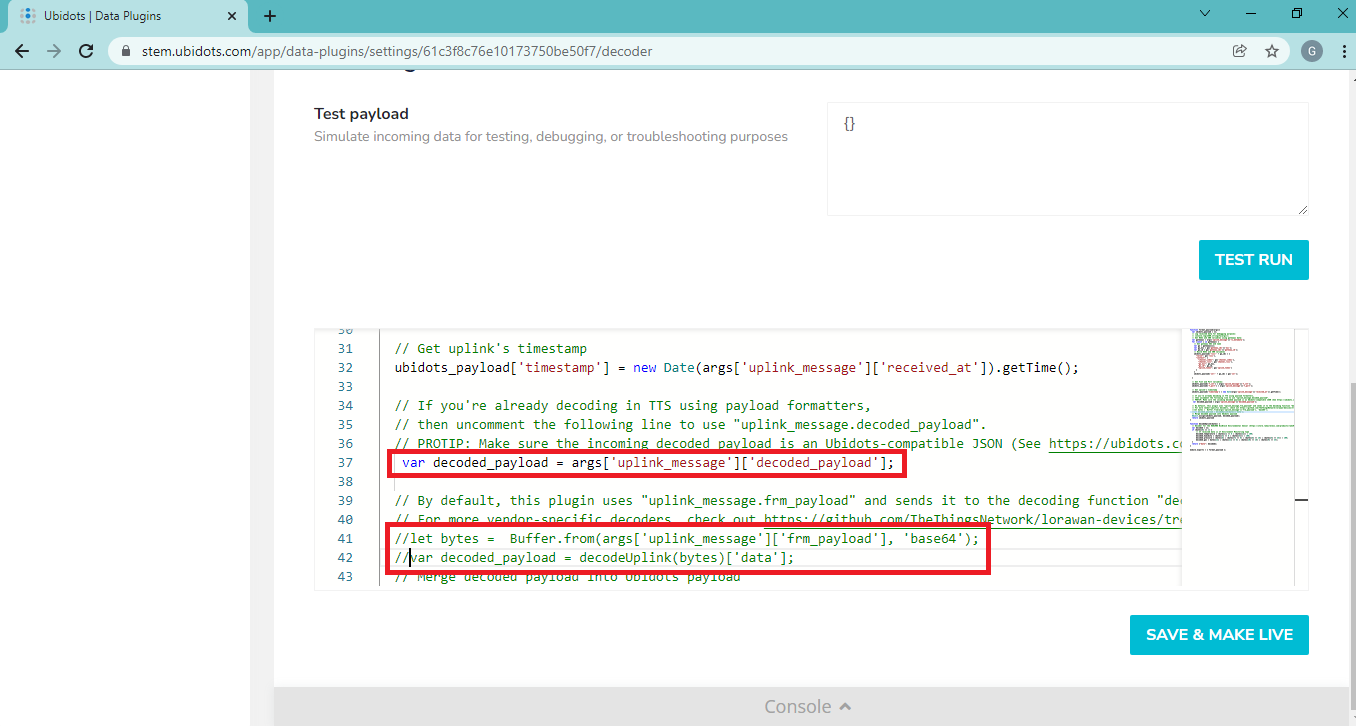 Ubidots | Data Plugins
stem.ubidots.com/app/data-plugins/settings/61c3f8c76e10173750be50f7/decoder
G
Test payload
Simulate incoming data for testing, debugging, or troubleshooting purposes
{}
TEST RUN
30
31 // Get uplink's timestamp
32 ubidots_payload['timestamp'] = new Date(args['uplink_message']['received_at']).getTime();
33
34 // If you're already decoding in TTS using payload formatters,
35 // then uncomment the following line to use "uplink_message.decoded_payload".
36 // PROTIP: Make sure the incoming decoded payload is an Ubidots-compatible JSON (See https://ubidots.co
37 var decoded_payload = args['uplink_message']['decoded_payload'];
38
39 // By default, this plugin uses "uplink_message.frm_payload" and sends it to the decoding function "dec
40 // For more vendor-specific decoders, check out https://github.com/TheThingsNetwork/lorawan-devices/tre
41 //let bytes =  Buffer.from(args['uplink_message']['frm_payload'], 'base64');
42 //var decoded_payload = decodeUplink(bytes)['data'];
43 // Merge decoded payload into Ubidots payload
SAVE & MAKE LIVE
Console